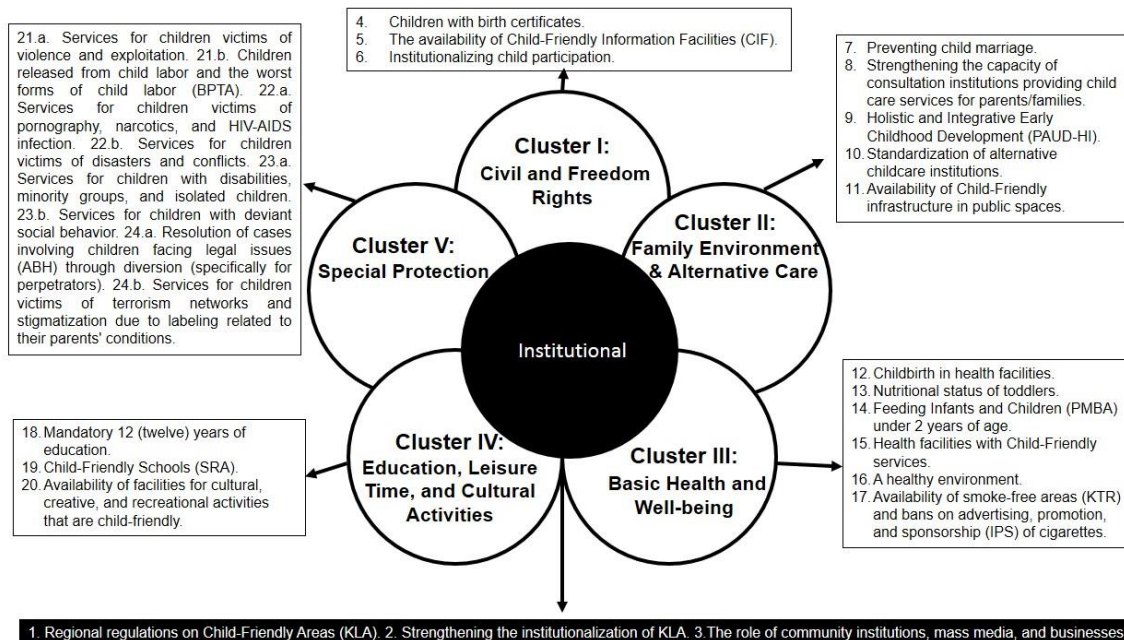 21.a. Services for children victims of
violence and exploitation. 21.b. Children
released from child labor and the worst
forms of child labor (BPTA). 22.a.
Services for children victims of
pornography, narcotics, and HIV-AIDS
infection. 22.b. Services for children
victims of disasters and conflicts. 23.a.
Services for children with disabilities,
minority groups, and isolated children.
23.b. Services for children with deviant
social behavior. 24.a. Resolution of cases
involving children facing legal issues
(ABH) through diversion (specifically for
perpetrators). 24.b. Services for children
victims of terrorism networks and
stigmatization due to labeling related to
their parents' conditions.
4. Children with birth certificates.
5. The availability of Child-Friendly Information Facilities (CIF).
6. Institutionalizing child participation.
7. Preventing child marriage.
8. Strengthening the capacity of
consultation institutions providing child
care services for parents/families.
9. Holistic and Integrative Early
Childhood Development (PAUD-HI).
10. Standardization of alternative
childcare institutions.
11. Availability of Child-Friendly
infrastructure in public spaces.
Cluster I:
Civil and Freedom
Rights
Cluster II:
Family Environment
& Alternative Care
Cluster V:
Special Protection
Institutional
Cluster IV:
Education, Leisure
Time, and Cultural
Activities
Cluster III:
Basic Health and
Well-being
12. Childbirth in health facilities.
13. Nutritional status of toddlers.
14. Feeding Infants and Children (PMBA)
under 2 years of age.
15. Health facilities with Child-Friendly
services.
16. A healthy environment.
17. Availability of smoke-free areas (KTR)
and bans on advertising, promotion,
and sponsorship (IPS) of cigarettes.
18. Mandatory 12 (twelve) years of
education.
19. Child-Friendly Schools (SRA).
20. Availability of facilities for cultural,
creative, and recreational activities
that are child-friendly.
1. Regional regulations on Child-Friendly Areas (KLA). 2. Strengthening the institutionalization of KLA. 3.The role of community institutions, mass media, and businesses